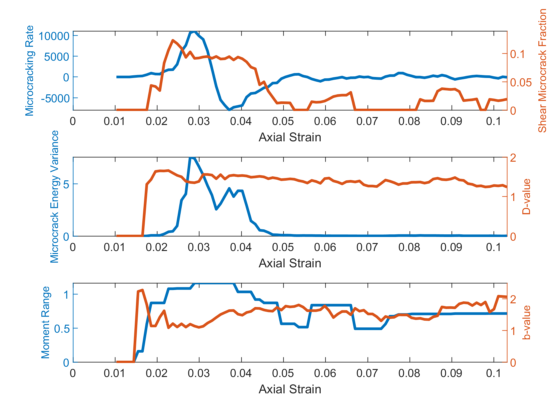 Microcracking Rate
10000
5000
0
-5000
0.1
0.05
0
Shear Microcrack Fraction
0 0.01 0.02 0.03 0.04 0.05 0.06 0.07 0.08 0.09 0.1
Axial Strain
Microcrack Energy Variance
5
0
2
1
0
D-value
0 0.01 0.02 0.03 0.04 0.05 0.06 0.07 0.08 0.09 0.1
Axial Strain
Moment Range
1
0.5
0
2
1
0
b-value
0 0.01 0.02 0.03 0.04 0.05 0.06 0.07 0.08 0.09 0.1
Axial Strain